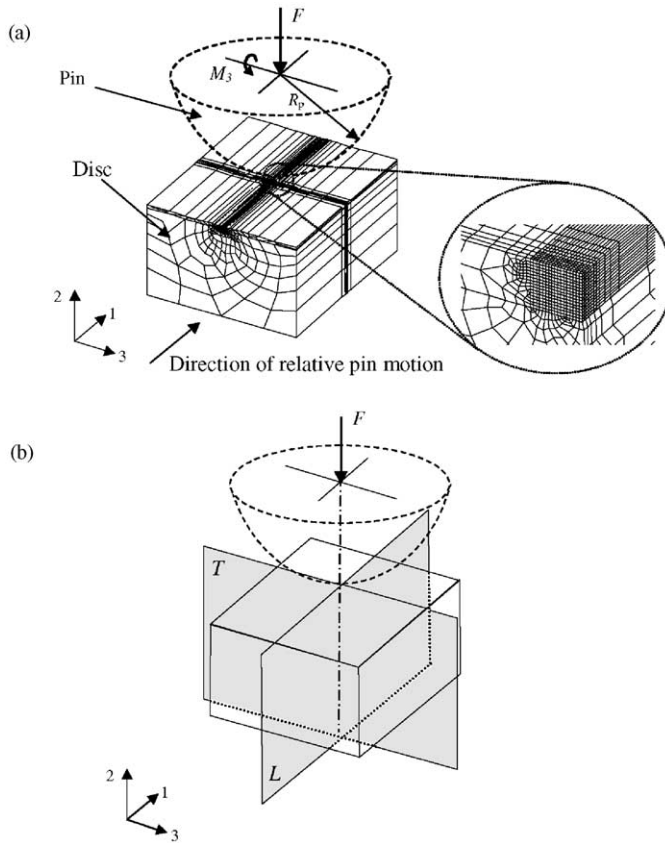 (a)
F
M3
Pin
Rp
Disc
2
1
3
Direction of relative pin motion
(b)
F
T
L
2
1
3